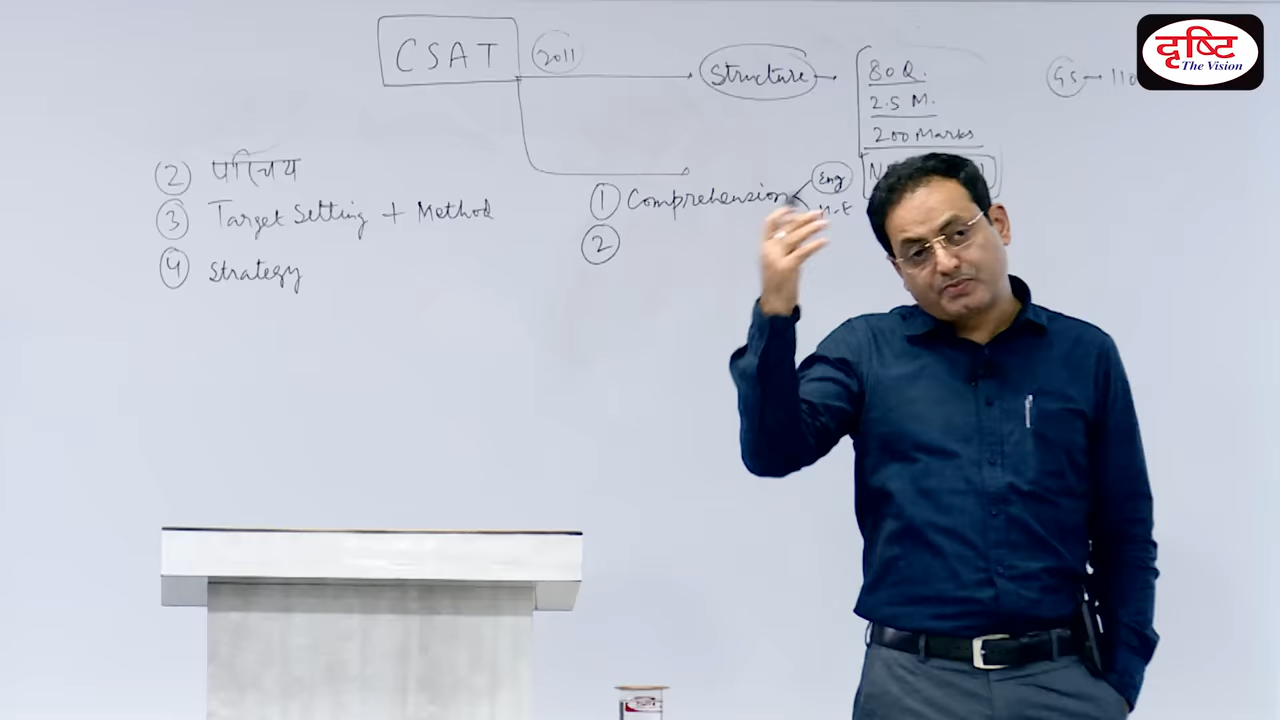 CSAT 2011 Structure
80 Q.
2.5 M.
200 Marks
GS
दृष्टि
The Vision
② परिचय
③ Target Setting + Method
④ Strategy
① Comprehension Eng
②